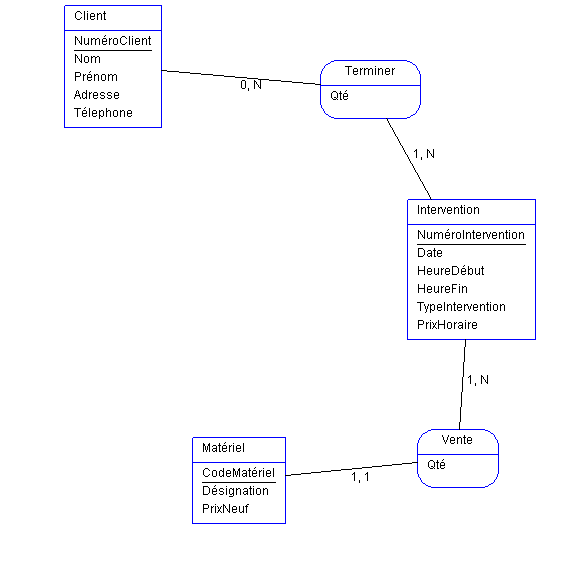 Client
NuméroClient
Nom
Prénom
Adresse
Télephone
0, N
Terminer
Qté
1, N
Intervention
NuméroIntervention
Date
HeureDébut
HeureFin
TypeIntervention
PrixHoraire
1, N
Vente
Qté
1, 1
Matériel
CodeMatériel
Désignation
PrixNeuf